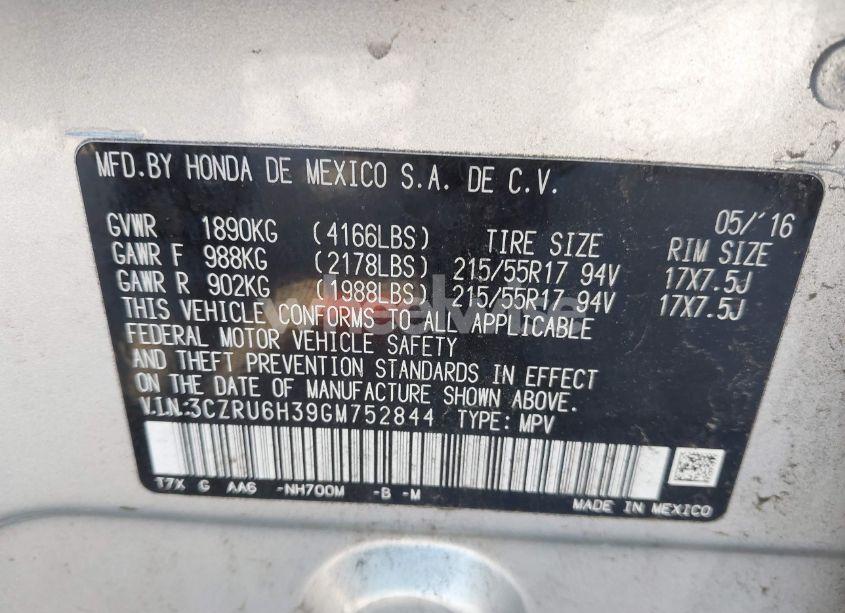 MFD.BY HONDA DE MEXICO S.A. DE C.V.
05/'16
GVWR 1890KG (4166LBS) TIRE SIZE RIM SIZE
GAWR F 988KG (2178LBS) 215/55R17 94V 17X7.5J
GAWR R 902KG (1988LBS) 215/55R17 94V 17X7.5J
THIS VEHICLE CONFORMS TO ALL APPLICABLE
FEDERAL MOTOR VEHICLE SAFETY
AND THEFT PREVENTION STANDARDS IN EFFECT
ON THE DATE OF MANUFACTURE SHOWN ABOVE.
V.I.N:3CZRU6H39GM752844 TYPE: MPV
T7X G AA6 -NH700M -B -M
MADE IN MEXICO